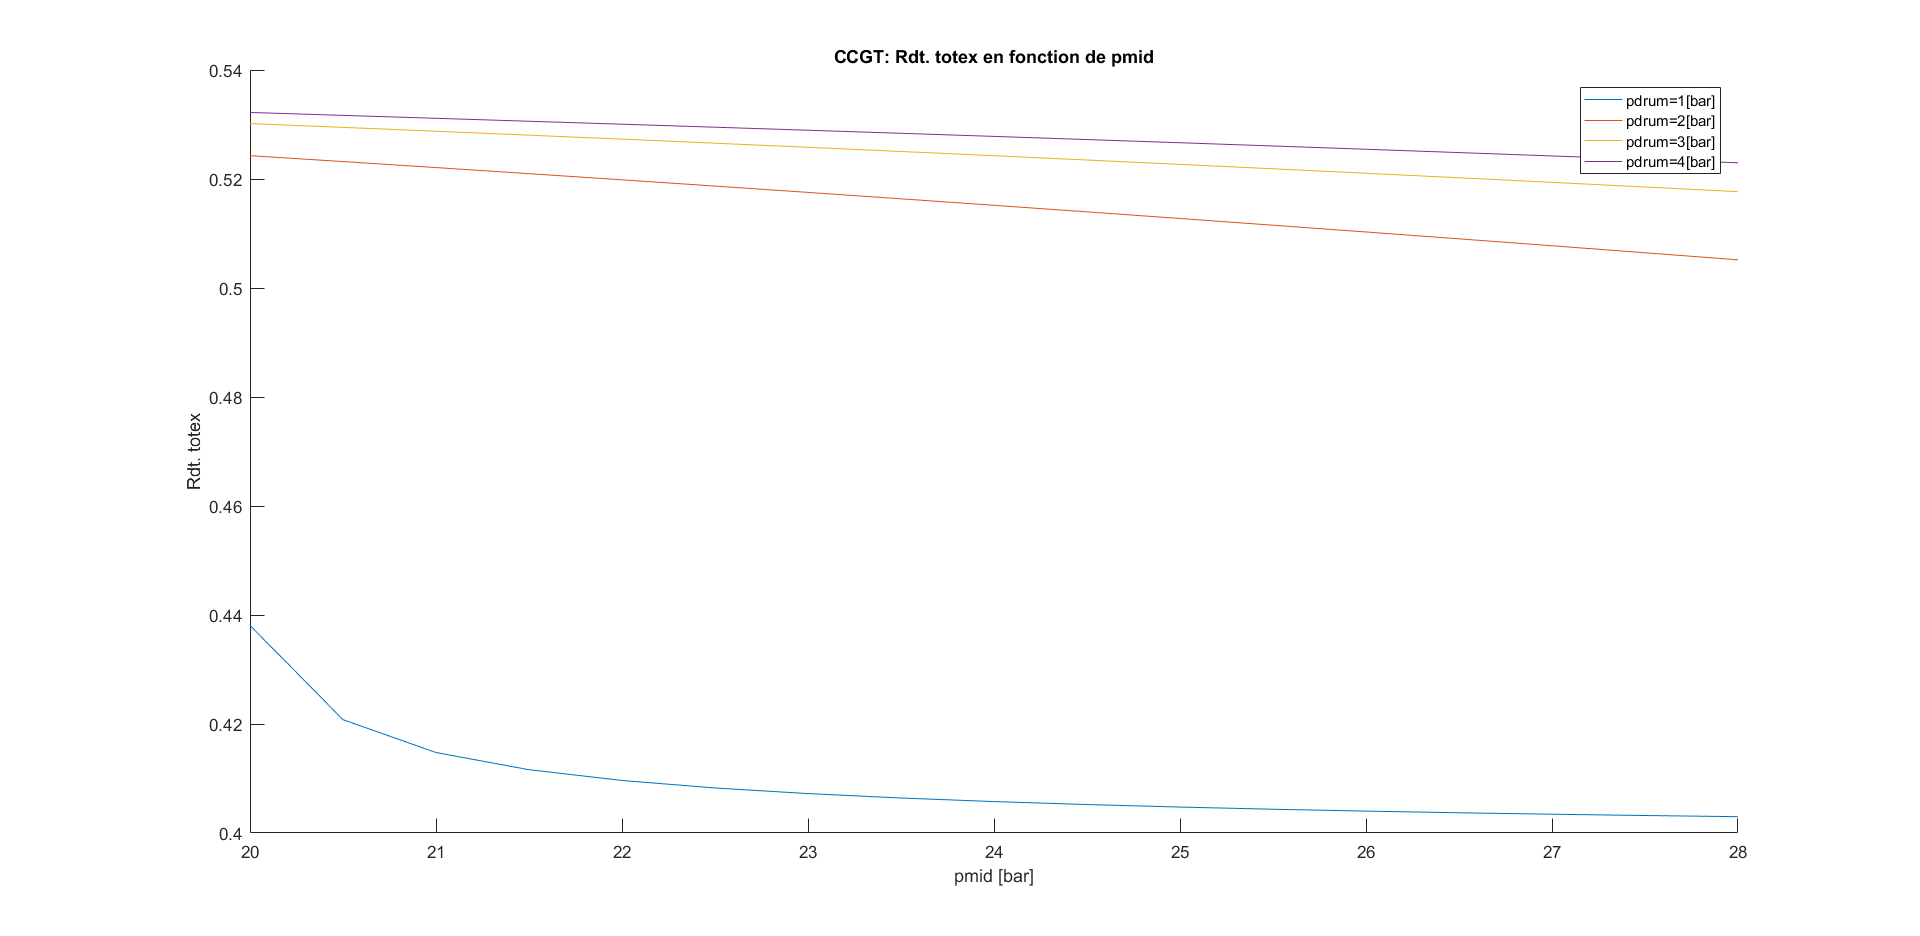 CCGT: Rdt. totex en fonction de pmid
0.54
0.52
0.5
0.48
0.46
0.44
0.42
0.4
Rdt. totex
pdrum=1[bar]
pdrum=2[bar]
pdrum=3[bar]
pdrum=4[bar]
20 21 22 23 24 25 26 27 28
pmid [bar]